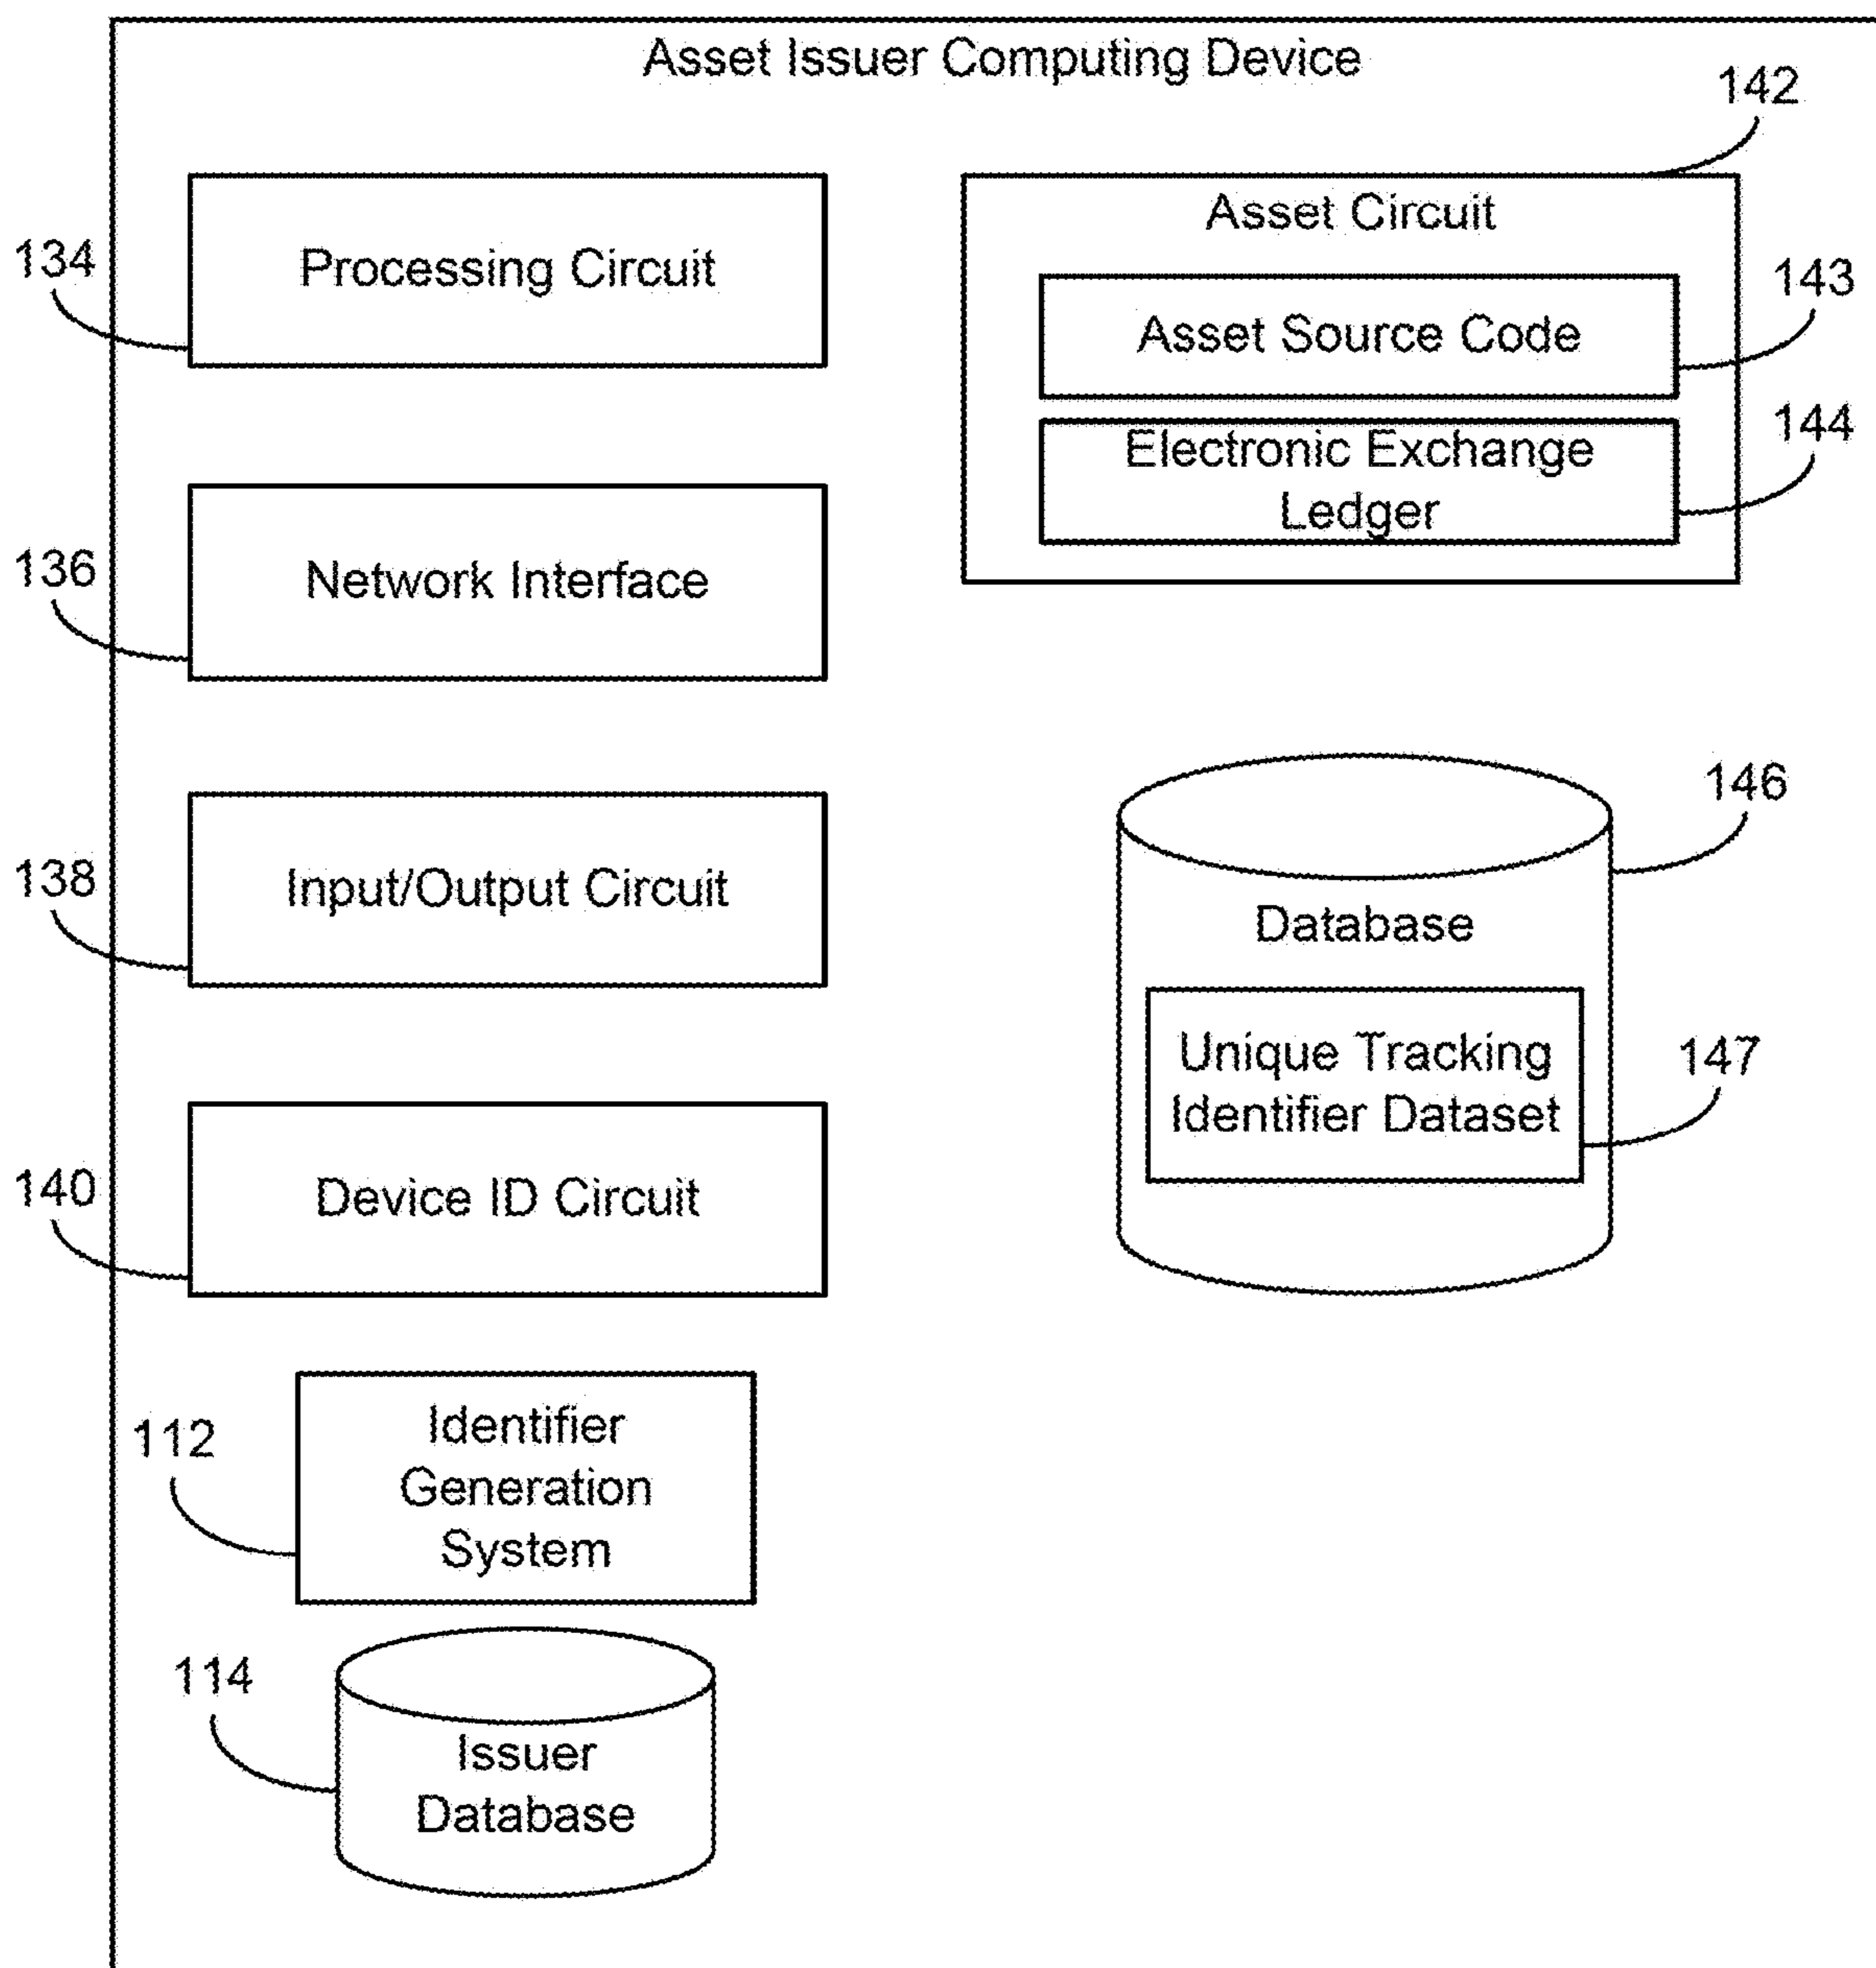 Asset Issuer Computing Device
142
134
Processing Circuit
Asset Circuit
143
Asset Source Code
144
Electronic Exchange
Ledger
136
Network Interface
138
Input/Output Circuit
146
Database
147
Unique Tracking
Identifier Dataset
140
Device ID Circuit
112
Identifier
Generation
System
114
Issuer
Database